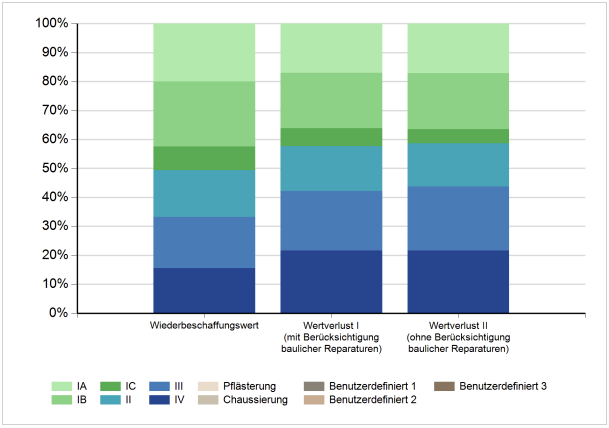 100%
90%
80%
70%
60%
50%
40%
30%
20%
10%
0%
Wiederbeschaffungswert
Wertverlust I
(mit Berücksichtigung
baulicher Reparaturen)
Wertverlust II
(ohne Berücksichtigung
baulicher Reparaturen)
IA IC III Pflästerung Benutzerdefiniert 1 Benutzerdefiniert 3
IB II IV Chaussierung Benutzerdefiniert 2